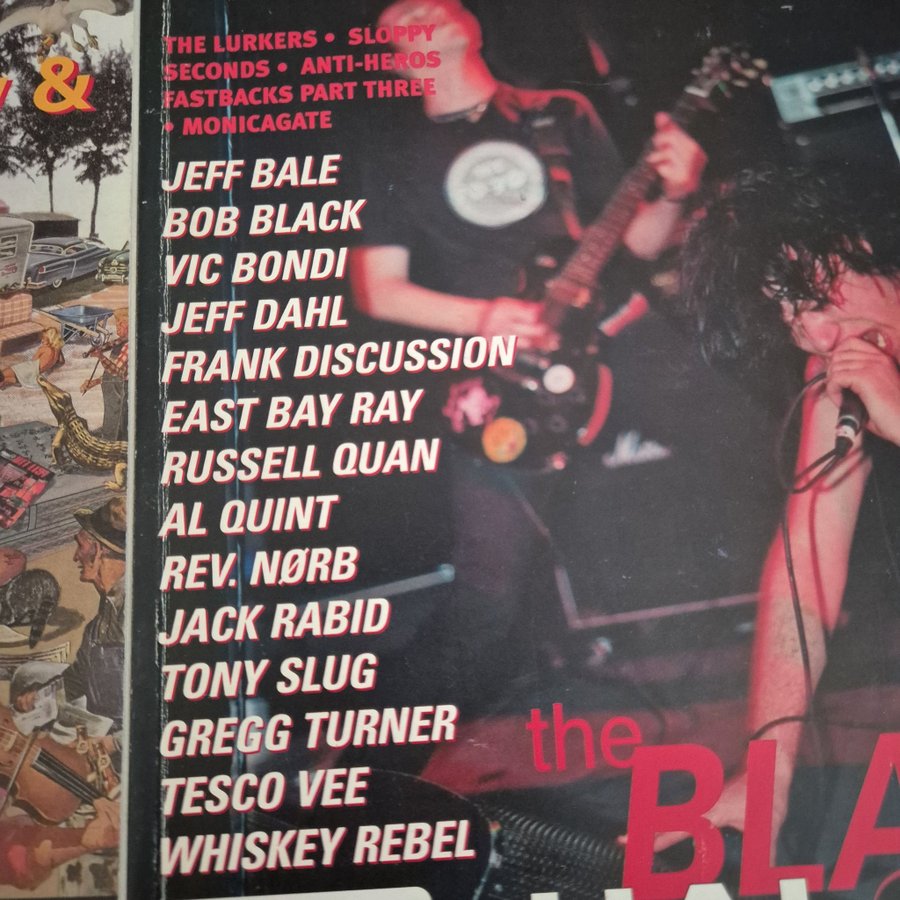 &
THE LURKERS • SLOPPY
SECONDS • ANTI-HEROS
FASTBACKS PART THREE
• MONICAGATE
JEFF BALE
BOB BLACK
VIC BONDI
JEFF DAHL
FRANK DISCUSSION
EAST BAY RAY
RUSSELL QUAN
AL QUINT
REV. NØRB
JACK RABID
TONY SLUG
GREGG TURNER
TESCO VEE
WHISKEY REBEL
the
BLA